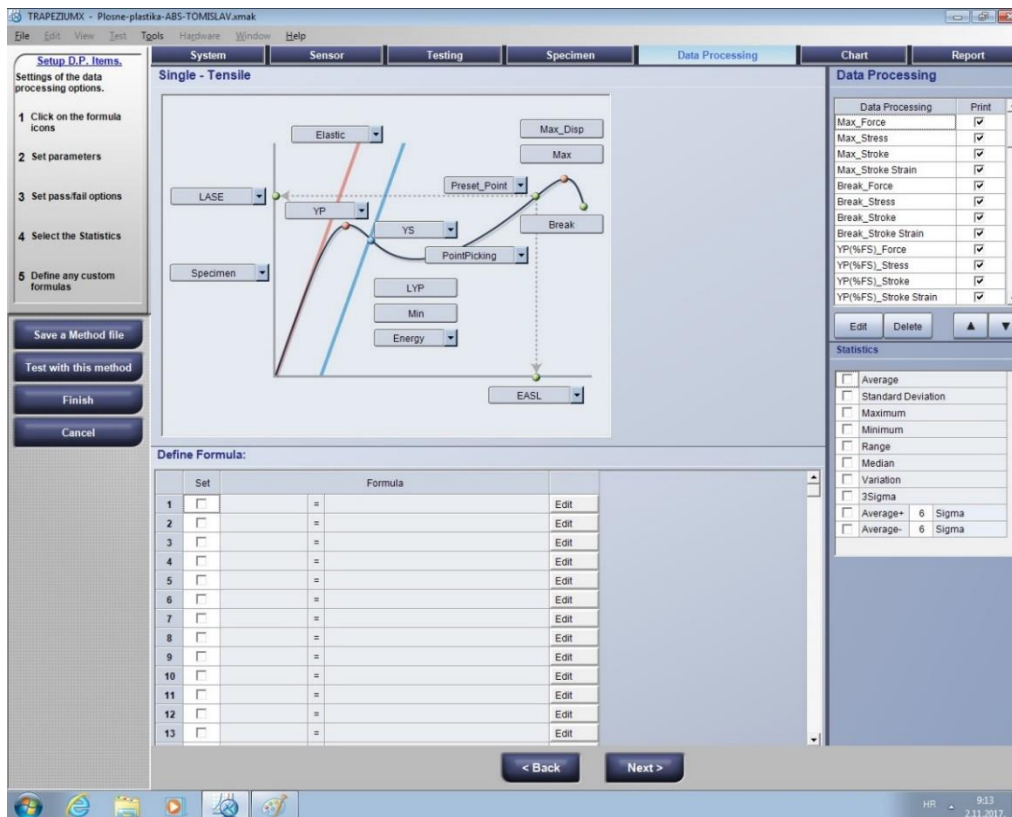 TRAPEZIUMX - Plosne-plastika-ABS-TOMISLAV.xmak
File Edit View Test Tools Hardware Window Help
Setup D.P. Items.
Settings of the data
processing options.
1 Click on the formula
icons
2 Set parameters
3 Set pass/fail options
4 Select the Statistics
5 Define any custom
formulas
Save a Method file
Test with this method
Finish
Cancel
System Sensor Testing Specimen Data Processing Chart Report
Single - Tensile
Elastic
Max_Disp
Max
Preset_Point
LASE
YP
YS
Break
PointPicking
Specimen
LYP
Min
Energy
EASL
Define Formula:
Set Formula
1 = Edit
2 = Edit
3 = Edit
4 = Edit
5 = Edit
6 = Edit
7 = Edit
8 = Edit
9 = Edit
10 = Edit
11 = Edit
12 = Edit
13 = Edit
< Back Next >
Data Processing
Data Processing Print
Max_Force
Max_Stress
Max_Stroke
Max_Stroke Strain
Break_Force
Break_Stress
Break_Stroke
Break_Stroke Strain
YP(%FS)_Force
YP(%FS)_Stress
YP(%FS)_Stroke
YP(%FS)_Stroke Strain
Edit Delete
Statistics
Average
Standard Deviation
Maximum
Minimum
Range
Median
Variation
3Sigma
Average+ 6 Sigma
Average- 6 Sigma
HR 9:13
2.11.2017